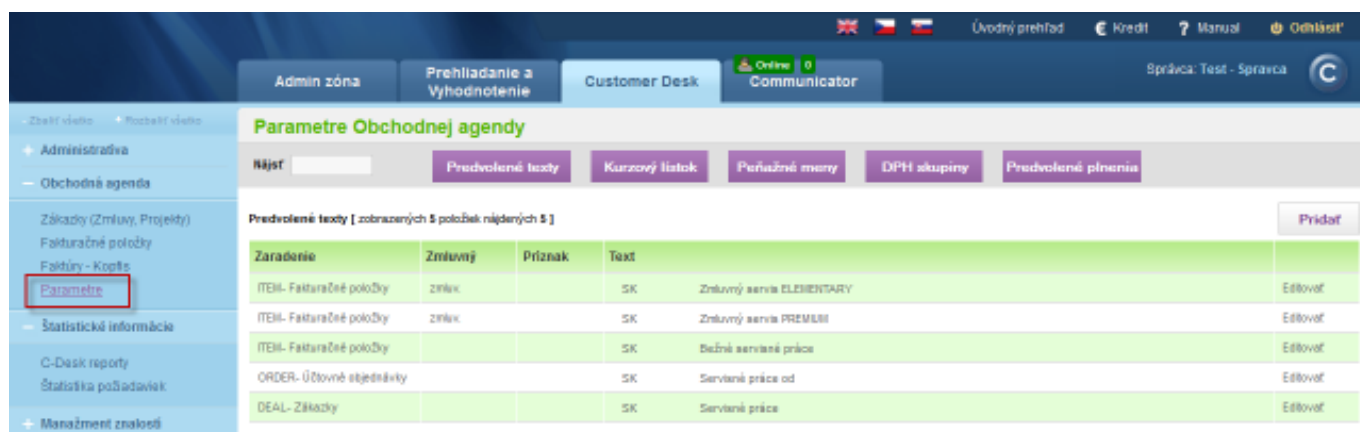 Úvodný prehľad € Kredit ? Manual Odhlásiť
Admin zóna
Prehliadanie a
Vyhodnotenie
Customer Desk
Online 0
Communicator
Správca: Test - Spravca
- Zbaliť všetko + Rozbaliť všetko
+ Administratíva
− Obchodná agenda
Zákazky (Zmluvy, Projekty)
Fakturačné položky
Faktúry - Kopfis
Parametre
− Štatistické informácie
C-Desk reporty
Štatistika požiadaviek
+ Manažment znalostí
Parametre Obchodnej agendy
Nájsť
Predvolené texty
Kurzový lístok
Peňažné meny
DPH skupiny
Predvolené plnenia
Predvolené texty [ zobrazených 5 položiek nájdených 5 ]
Pridať
Zaradenie Zmluvný Príznak Text
ITEM- Fakturačné položky zmluv. SK Zmluvný servis ELEMENTARY Editovať
ITEM- Fakturačné položky zmluv. SK Zmluvný servis PREMIUM Editovať
ITEM- Fakturačné položky SK Bežné servisné práce Editovať
ORDER- Účtovné objednávky SK Servisné práce od Editovať
DEAL- Zákazky SK Servisné práce Editovať